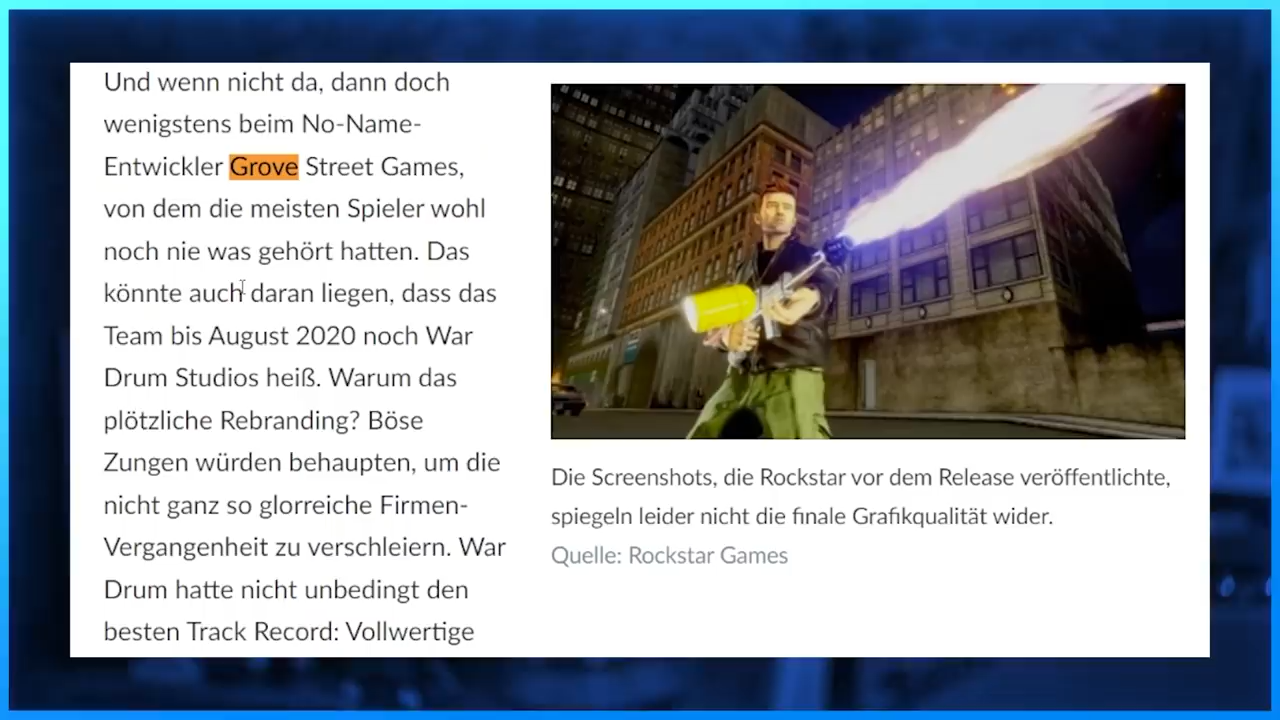 Und wenn nicht da, dann doch
wenigstens beim No-Name-
Entwickler Grove Street Games,
von dem die meisten Spieler wohl
noch nie was gehört hatten. Das
könnte auch daran liegen, dass das
Team bis August 2020 noch War
Drum Studios heiß. Warum das
plötzliche Rebranding? Böse
Zungen würden behaupten, um die
nicht ganz so glorreiche Firmen-
Vergangenheit zu verschleiern. War
Drum hatte nicht unbedingt den
besten Track Record: Vollwertige
Die Screenshots, die Rockstar vor dem Release veröffentlichte,
spiegeln leider nicht die finale Grafikqualität wider.
Quelle: Rockstar Games